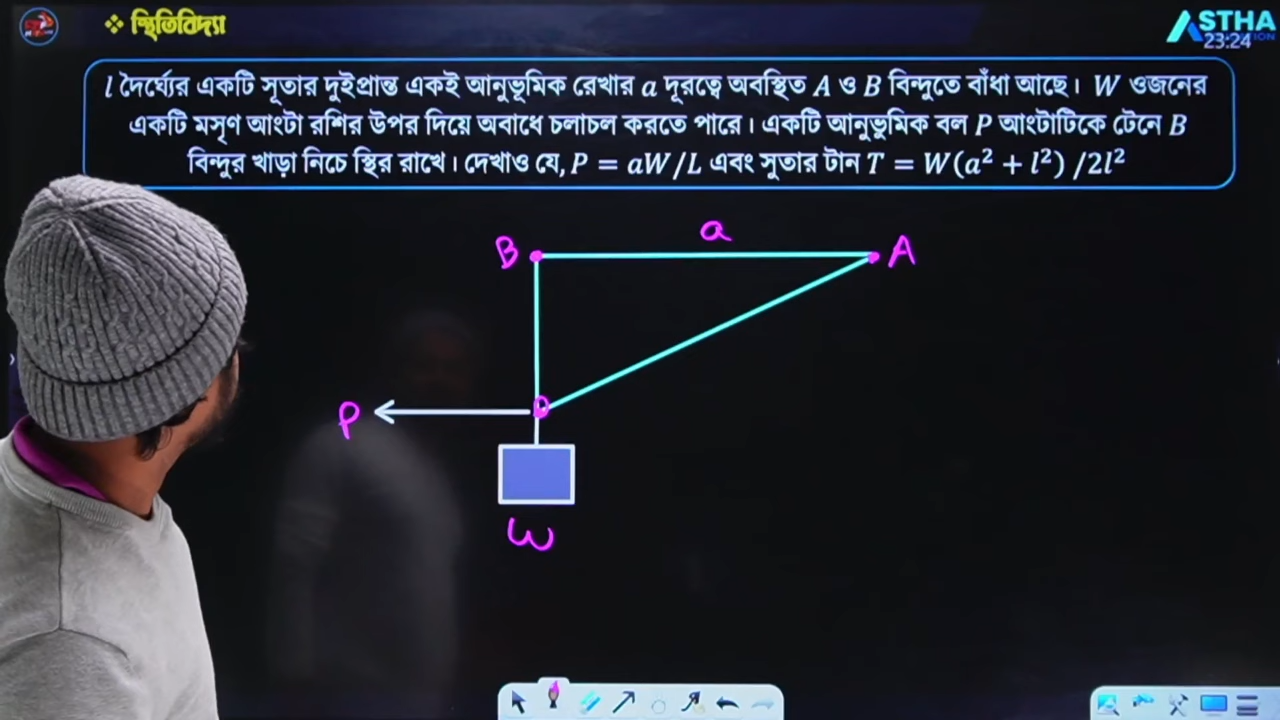 ❖ স্থিতিবিদ্যা
ASTHA
23:24
l দৈর্ঘ্যের একটি সূতার দুইপ্রান্ত একই আনুভূমিক রেখার a দূরত্বে অবস্থিত A ও B বিন্দুতে বাঁধা আছে। W ওজনের
একটি মসৃণ আংটা রশির উপর দিয়ে অবাধে চলাচল করতে পারে। একটি আনুভুমিক বল P আংটাটিকে টেনে B
বিন্দুর খাড়া নিচে স্থির রাখে। দেখাও যে, P = aW/L এবং সুতার টান T = W(a² + l²) /2l²
a
B
A
P
W